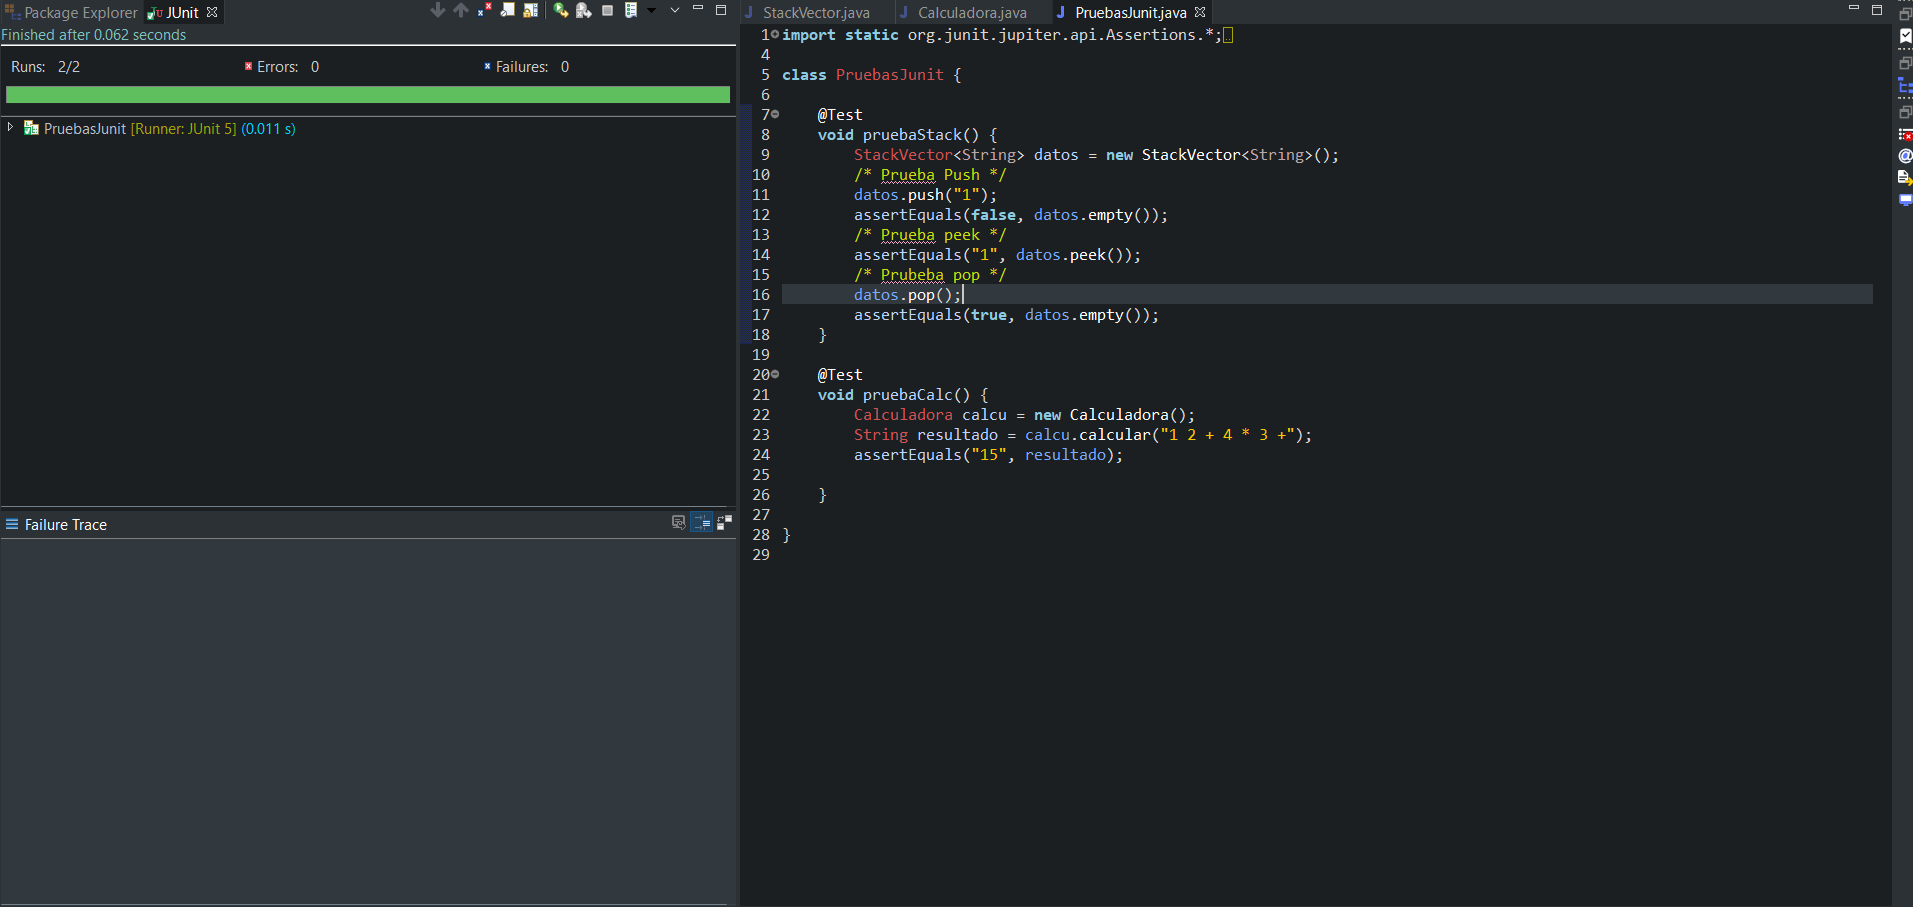 Package Explorer JUnit
Finished after 0.062 seconds
Runs: 2/2 Errors: 0 Failures: 0
PruebasJunit [Runner: JUnit 5] (0.011 s)
Failure Trace
StackVector.java Calculadora.java PruebasJunit.java
1 import static org.junit.jupiter.api.Assertions.*;
4
5 class PruebasJunit {
6
7 @Test
8 void pruebaStack() {
9 StackVector<String> datos = new StackVector<String>();
10 /* Prueba Push */
11 datos.push("1");
12 assertEquals(false, datos.empty());
13 /* Prueba peek */
14 assertEquals("1", datos.peek());
15 /* Prubeba pop */
16 datos.pop();
17 assertEquals(true, datos.empty());
18 }
19
20 @Test
21 void pruebaCalc() {
22 Calculadora calcu = new Calculadora();
23 String resultado = calcu.calcular("1 2 + 4 * 3 +");
24 assertEquals("15", resultado);
25
26 }
27
28 }
29